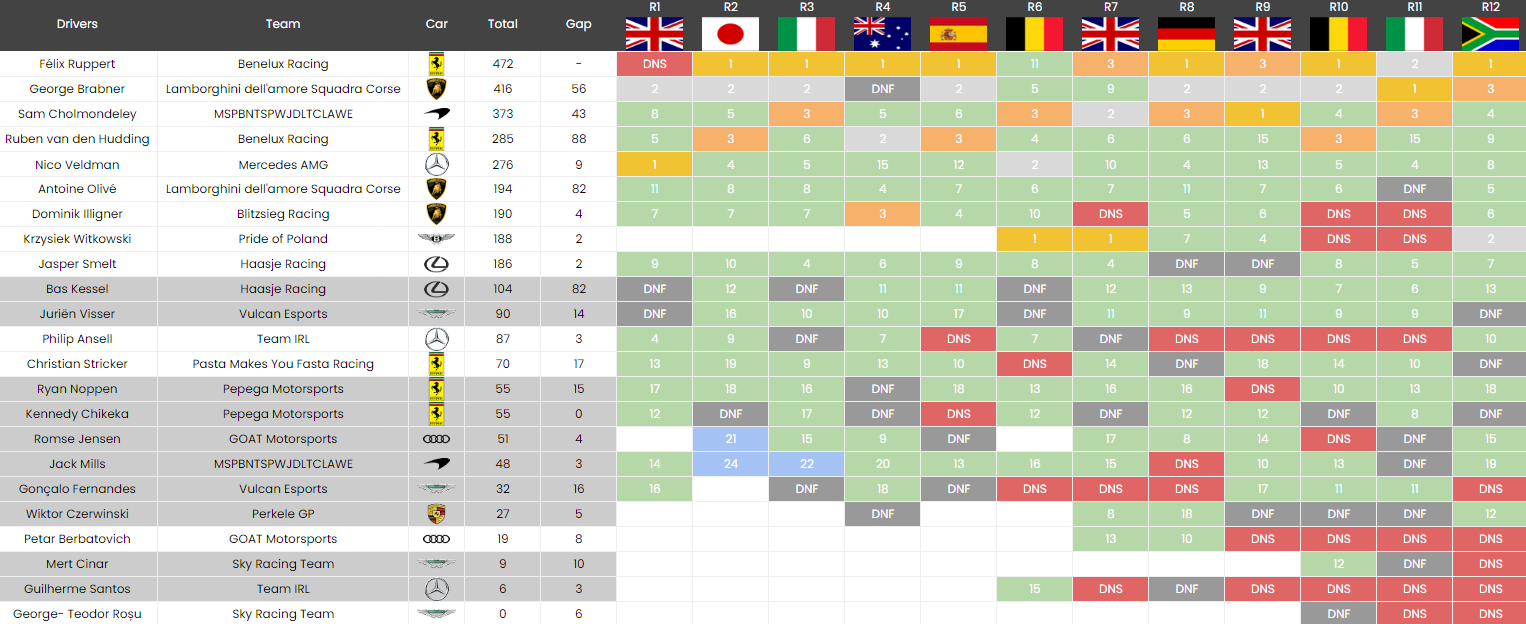 Drivers Team Car Total Gap R1 R2 R3 R4 R5 R6 R7 R8 R9 R10 R11 R12
Félix Ruppert Benelux Racing 472 - DNS 1 1 1 1 11 3 1 3 1 2 1
George Brabner Lamborghini dell'amore Squadra Corse 416 56 2 2 2 DNF 2 5 9 2 2 2 1 3
Sam Cholmondeley MSPBNTSPWJDLTCLAWE 373 43 8 5 3 5 6 3 2 3 1 4 3 4
Ruben van den Hudding Benelux Racing 285 88 5 3 6 2 3 4 6 6 15 3 15 9
Nico Veldman Mercedes AMG 276 9 1 4 5 15 12 2 10 4 13 5 4 8
Antoine Olivé Lamborghini dell'amore Squadra Corse 194 82 11 8 8 4 7 6 7 11 7 6 DNF 5
Dominik Illigner Blitzsieg Racing 190 4 7 7 7 3 4 10 DNS 5 6 DNS DNS 6
Krzysiek Witkowski Pride of Poland 188 2 1 1 7 4 DNS DNS 2
Jasper Smelt Haasje Racing 186 2 9 10 4 6 9 8 4 DNF DNF 8 5 7
Bas Kessel Haasje Racing 104 82 DNF 12 DNF 11 11 DNF 12 13 9 7 6 13
Juriën Visser Vulcan Esports 90 14 DNF 16 10 10 17 DNF 11 9 11 9 9 DNF
Philip Ansell Team IRL 87 3 4 9 DNF 7 DNS 7 DNF DNS DNS DNS DNS 10
Christian Stricker Pasta Makes You Fasta Racing 70 17 13 19 9 13 10 DNS 14 DNF 18 14 10 DNF
Ryan Noppen Pepega Motorsports 55 15 17 18 16 DNF 18 13 16 16 DNS 10 13 18
Kennedy Chikeka Pepega Motorsports 55 0 12 DNF 17 DNF DNS 12 DNF 12 12 DNF 8 DNF
Romse Jensen GOAT Motorsports 51 4 21 15 9 DNF 17 8 14 DNS DNF 15
Jack Mills MSPBNTSPWJDLTCLAWE 48 3 14 24 22 20 13 16 15 DNS 10 13 DNF 19
Gonçalo Fernandes Vulcan Esports 32 16 16 DNF 18 DNF DNS DNS DNS 17 11 11 DNS
Wiktor Czerwinski Perkele GP 27 5 DNF 8 18 DNF DNF DNF 12
Petar Berbatovich GOAT Motorsports 19 8 13 10 DNS DNS DNS DNS
Mert Cinar Sky Racing Team 9 10 12 DNF DNS
Guilherme Santos Team IRL 6 3 15 DNS DNF DNS DNS DNS DNS
George- Teodor Roșu Sky Racing Team 0 6 DNF DNS DNS